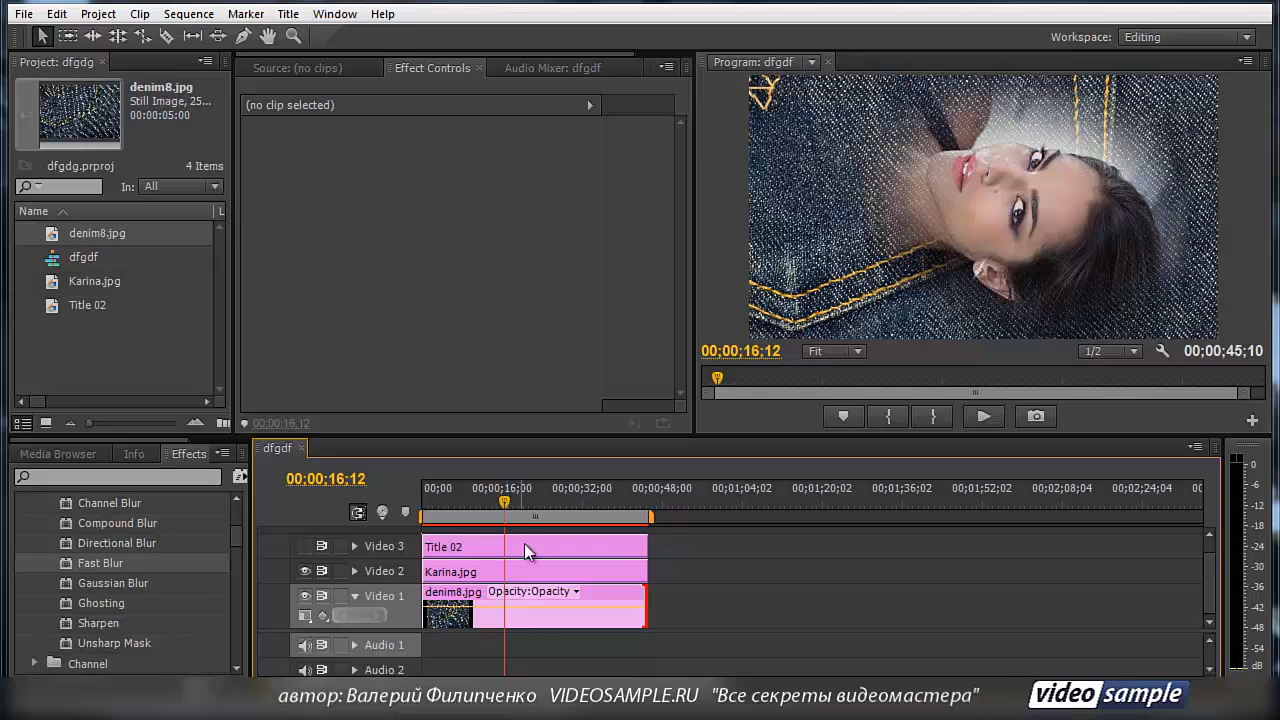 File Edit Project Clip Sequence Marker Title Window Help
Workspace: Editing
Project: dfgdg
Source: (no clips) Effect Controls Audio Mixer: dfgdf
Program: dfgdf
denim8.jpg
Still Image, 25...
00;00;05;00
(no clip selected)
dfgdg.prproj 4 Items
In: All
Name L
denim8.jpg
dfgdf
Karina.jpg
Title 02
00;00;16;12 Fit 1/2 00;00;45;10
00;00;16;12
Media Browser Info Effects
dfgdf
00;00;16;12
00;00 00;00;16;00 00;00;32;00 00;00;48;00 00;01;04;02 00;01;20;02 00;01;36;02 00;01;52;02 00;02;08;04 00;02;24;04 00;
Channel Blur
Compound Blur
Directional Blur
Fast Blur
Gaussian Blur
Ghosting
Sharpen
Unsharp Mask
Channel
Video 3 Title 02
Video 2 Karina.jpg
Video 1 denim8.jpg Opacity:Opacity
Audio 1
Audio 2
0
-6
-12
-18
-24
-30
-36
-42
-48
-54
dB
автор: Валерий Филипченко VIDEOSAMPLE.RU "Все секреты видеомастера"
video sample